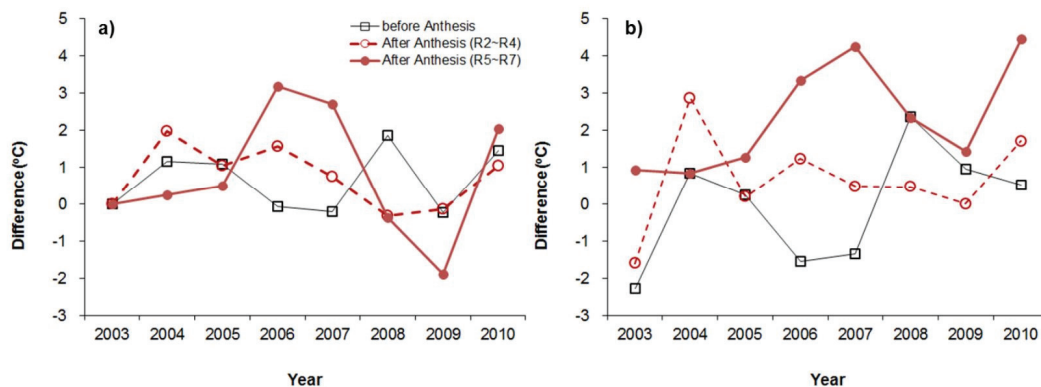 a)
before Anthesis
After Anthesis (R2~R4)
After Anthesis (R5~R7)
Difference (ºC)
5
4
3
2
1
0
-1
-2
-3
2003 2004 2005 2006 2007 2008 2009 2010
Year
b)
Difference (ºC)
5
4
3
2
1
0
-1
-2
-3
2003 2004 2005 2006 2007 2008 2009 2010
Year